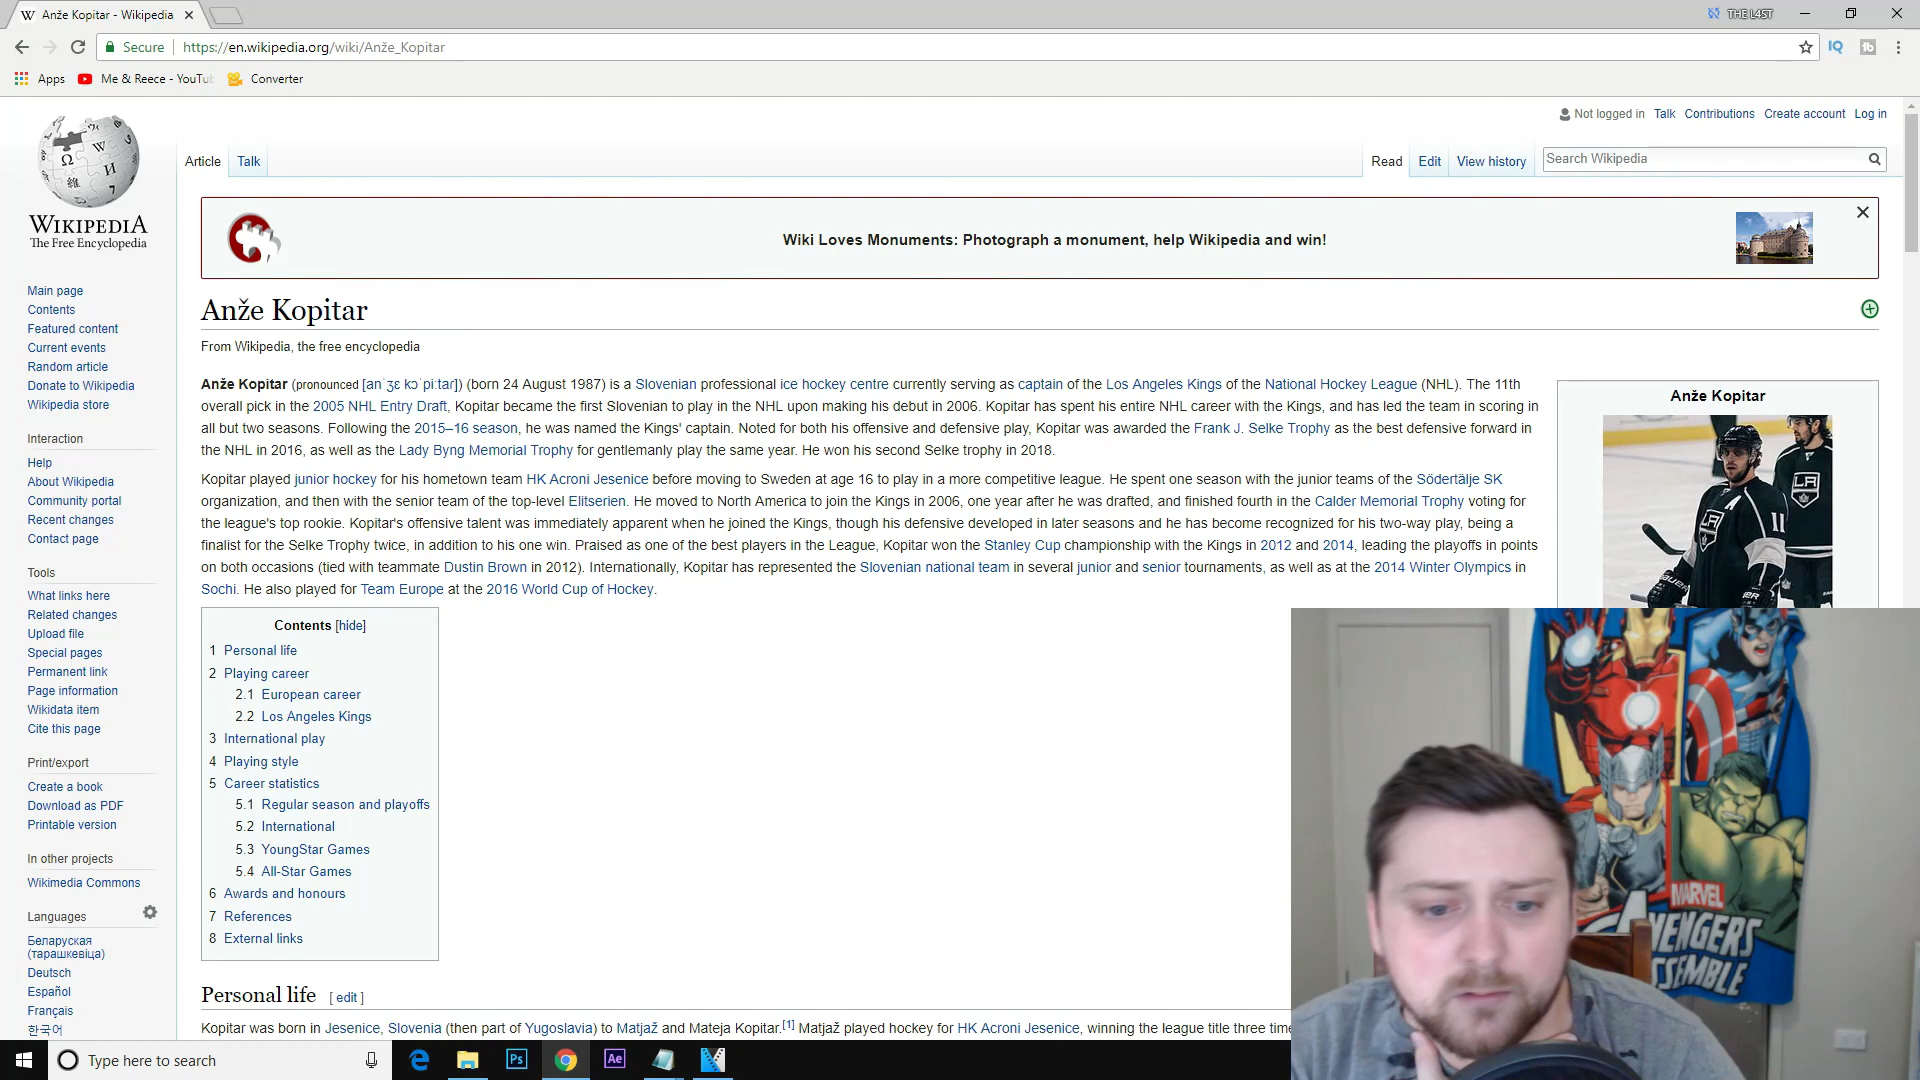 Anže Kopitar - Wikipedia
THE L4ST
Secure
https://en.wikipedia.org/wiki/Anže_Kopitar
Apps
Me & Reece - YouTu
Converter
Not logged in Talk Contributions Create account Log in
Article Talk
Read Edit View history
Search Wikipedia
WIKIPEDIA
The Free Encyclopedia
Wiki Loves Monuments: Photograph a monument, help Wikipedia and win!
Main page
Contents
Featured content
Current events
Random article
Donate to Wikipedia
Wikipedia store
Interaction
Help
About Wikipedia
Community portal
Recent changes
Contact page
Tools
What links here
Related changes
Upload file
Special pages
Permanent link
Page information
Wikidata item
Cite this page
Print/export
Create a book
Download as PDF
Printable version
In other projects
Wikimedia Commons
Languages
Беларуская
(тарашкевіца)
Deutsch
Español
Français
한국어
Anže Kopitar
From Wikipedia, the free encyclopedia
Anže Kopitar (pronounced [anˈʒɛ kɔˈpiːtar]) (born 24 August 1987) is a Slovenian professional ice hockey centre currently serving as captain of the Los Angeles Kings of the National Hockey League (NHL). The 11th
overall pick in the 2005 NHL Entry Draft, Kopitar became the first Slovenian to play in the NHL upon making his debut in 2006. Kopitar has spent his entire NHL career with the Kings, and has led the team in scoring in
all but two seasons. Following the 2015–16 season, he was named the Kings' captain. Noted for both his offensive and defensive play, Kopitar was awarded the Frank J. Selke Trophy as the best defensive forward in
the NHL in 2016, as well as the Lady Byng Memorial Trophy for gentlemanly play the same year. He won his second Selke trophy in 2018.
Kopitar played junior hockey for his hometown team HK Acroni Jesenice before moving to Sweden at age 16 to play in a more competitive league. He spent one season with the junior teams of the Södertälje SK
organization, and then with the senior team of the top-level Elitserien. He moved to North America to join the Kings in 2006, one year after he was drafted, and finished fourth in the Calder Memorial Trophy voting for
the league's top rookie. Kopitar's offensive talent was immediately apparent when he joined the Kings, though his defensive developed in later seasons and he has become recognized for his two-way play, being a
finalist for the Selke Trophy twice, in addition to his one win. Praised as one of the best players in the League, Kopitar won the Stanley Cup championship with the Kings in 2012 and 2014, leading the playoffs in points
on both occasions (tied with teammate Dustin Brown in 2012). Internationally, Kopitar has represented the Slovenian national team in several junior and senior tournaments, as well as at the 2014 Winter Olympics in
Sochi. He also played for Team Europe at the 2016 World Cup of Hockey.
Anže Kopitar
LA
LA
11
Contents [hide]
1 Personal life
2 Playing career
2.1 European career
2.2 Los Angeles Kings
3 International play
4 Playing style
5 Career statistics
5.1 Regular season and playoffs
5.2 International
5.3 YoungStar Games
5.4 All-Star Games
6 Awards and honours
7 References
8 External links
Personal life [ edit ]
Kopitar was born in Jesenice, Slovenia (then part of Yugoslavia) to Matjaž and Mateja Kopitar.[1] Matjaž played hockey for HK Acroni Jesenice, winning the league title three time
MARVEL
AVENGERS
SSEMBLE
Type here to search
Ps
Ae